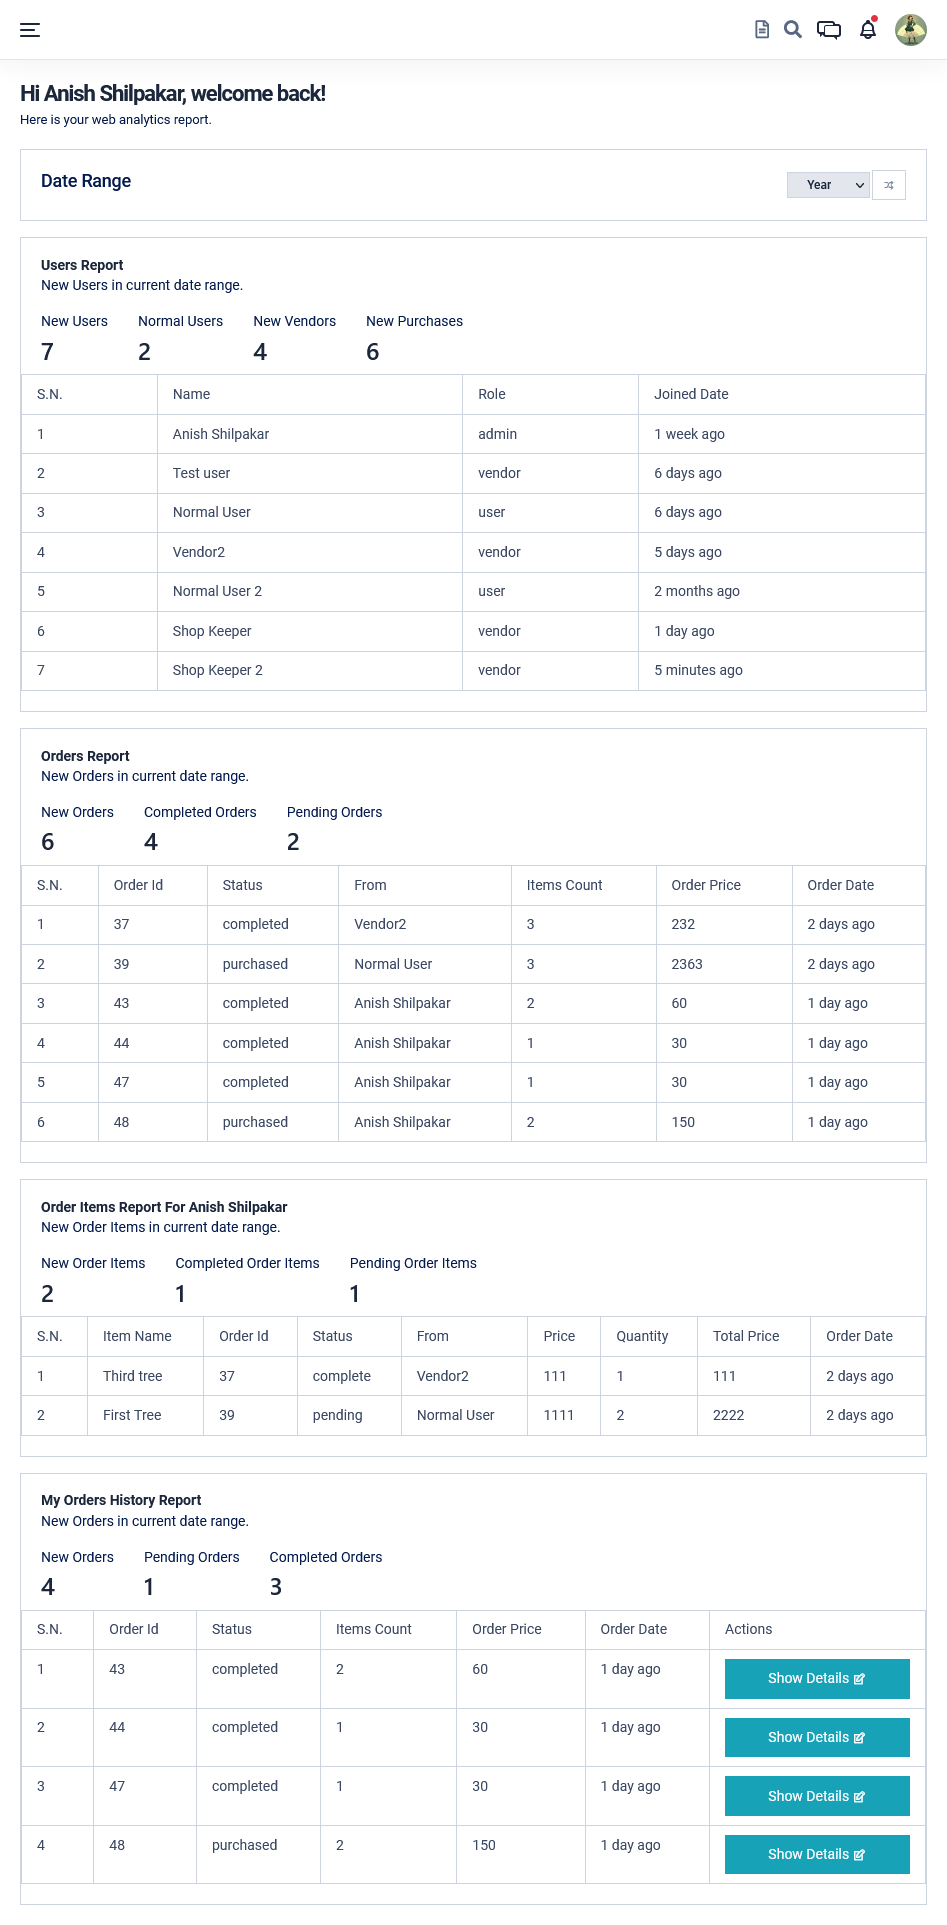 Hi Anish Shilpakar, welcome back!
Here is your web analytics report.
Date Range
Year
Users Report
New Users in current date range.
New Users Normal Users New Vendors New Purchases
7 2 4 6
S.N. Name Role Joined Date
1 Anish Shilpakar admin 1 week ago
2 Test user vendor 6 days ago
3 Normal User user 6 days ago
4 Vendor2 vendor 5 days ago
5 Normal User 2 user 2 months ago
6 Shop Keeper vendor 1 day ago
7 Shop Keeper 2 vendor 5 minutes ago
Orders Report
New Orders in current date range.
New Orders Completed Orders Pending Orders
6 4 2
S.N. Order Id Status From Items Count Order Price Order Date
1 37 completed Vendor2 3 232 2 days ago
2 39 purchased Normal User 3 2363 2 days ago
3 43 completed Anish Shilpakar 2 60 1 day ago
4 44 completed Anish Shilpakar 1 30 1 day ago
5 47 completed Anish Shilpakar 1 30 1 day ago
6 48 purchased Anish Shilpakar 2 150 1 day ago
Order Items Report For Anish Shilpakar
New Order Items in current date range.
New Order Items Completed Order Items Pending Order Items
2 1 1
S.N. Item Name Order Id Status From Price Quantity Total Price Order Date
1 Third tree 37 complete Vendor2 111 1 111 2 days ago
2 First Tree 39 pending Normal User 1111 2 2222 2 days ago
My Orders History Report
New Orders in current date range.
New Orders Pending Orders Completed Orders
4 1 3
S.N. Order Id Status Items Count Order Price Order Date Actions
1 43 completed 2 60 1 day ago Show Details
2 44 completed 1 30 1 day ago Show Details
3 47 completed 1 30 1 day ago Show Details
4 48 purchased 2 150 1 day ago Show Details